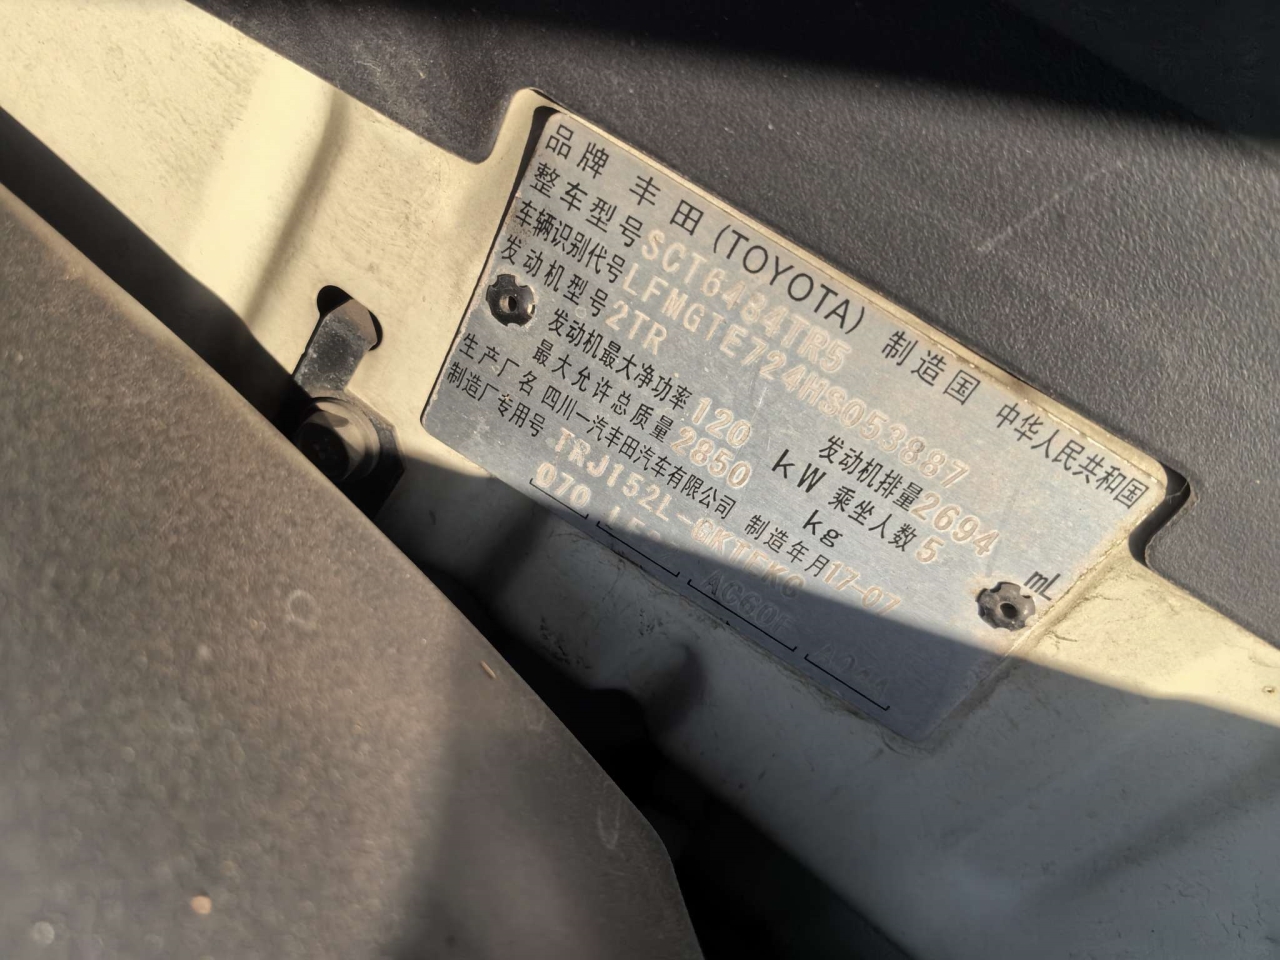 品牌 丰田 (TOYOTA) 制造国 中华人民共和国
整车型号 SCT6484TR5
车辆识别代号 LFMGTE724HS053887
发动机型号 2TR 发动机排量 2694 mL
发动机最大净功率 120 kW 乘坐人数 5
最大允许总质量 2850 kg
生产厂名 四川一汽丰田汽车有限公司 制造年月 17-07
制造厂专用号 TRJ152L-GKTEKC
070